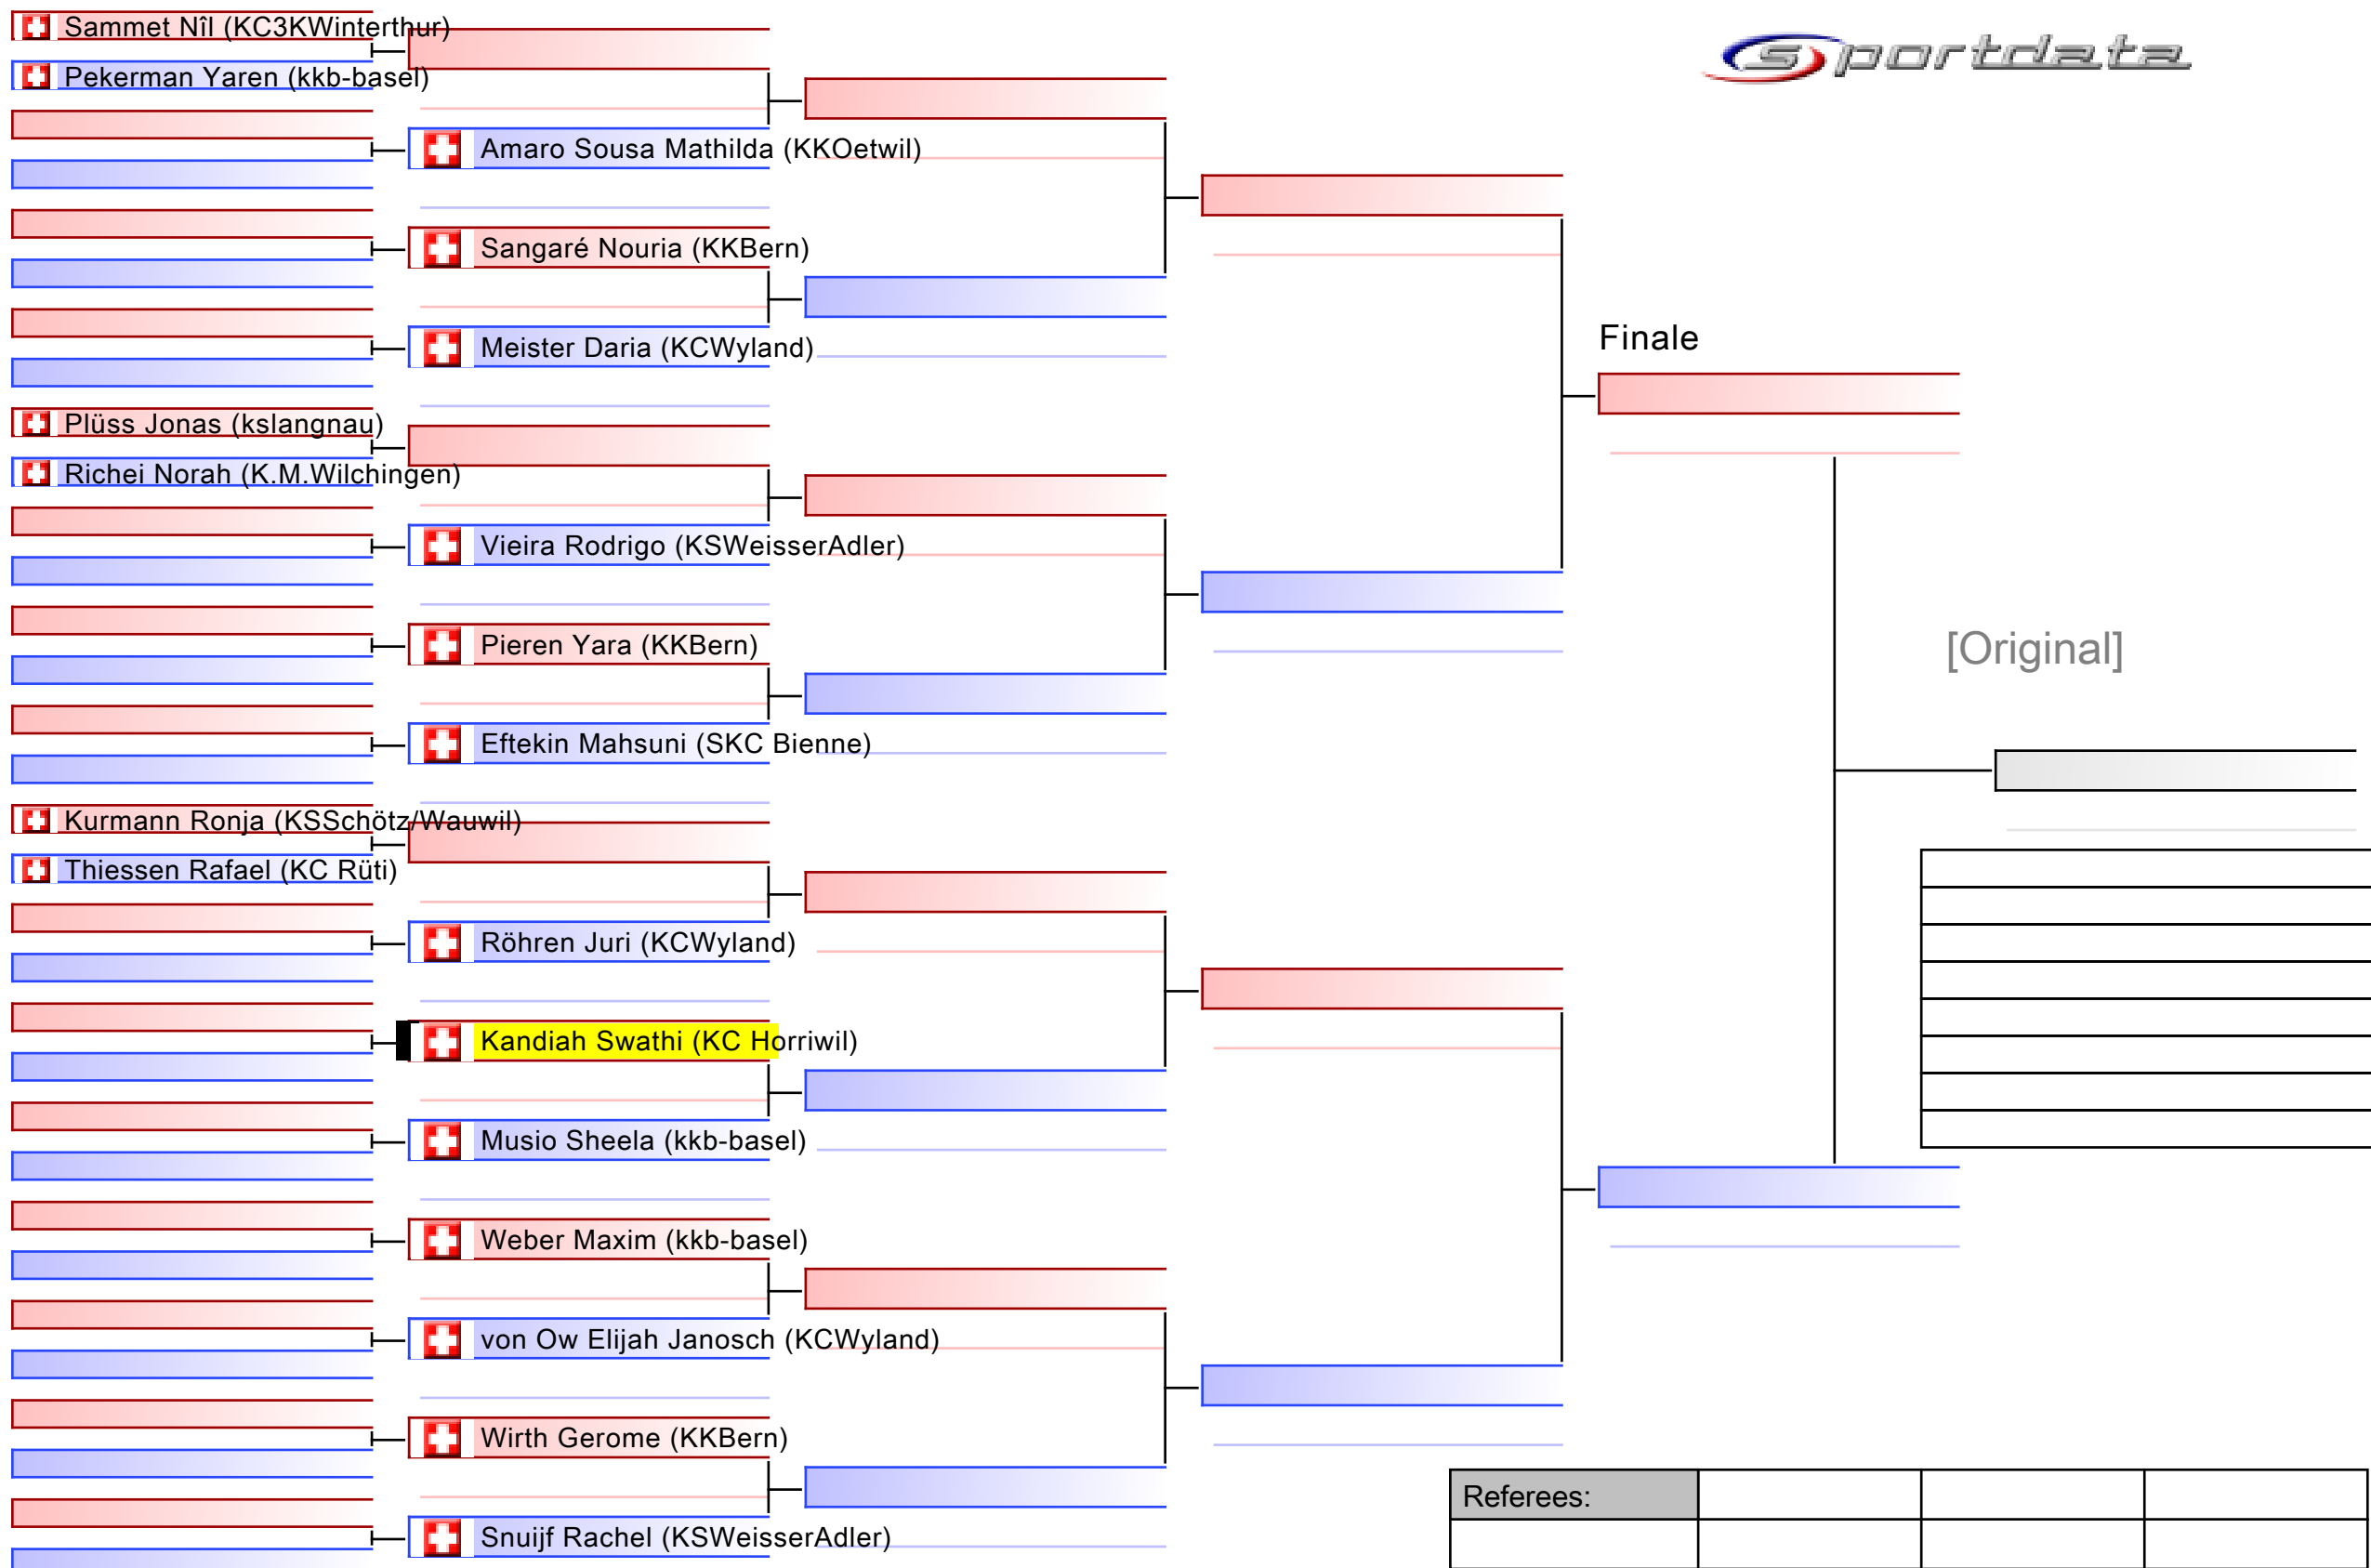 Sammet Nîl (KC3KWinterthur)
Pekerman Yaren (kkb-basel)
Amaro Sousa Mathilda (KKOetwil)
Sangaré Nouria (KKBern)
Meister Daria (KCWyland)
Plüss Jonas (kslangnau)
Richei Norah (K.M.Wilchingen)
Vieira Rodrigo (KSWeisserAdler)
Pieren Yara (KKBern)
Eftekin Mahsuni (SKC Bienne)
Kurmann Ronja (KSSchötz/Wauwil)
Thiessen Rafael (KC Rüti)
Röhren Juri (KCWyland)
Kandiah Swathi (KC Horriwil)
Musio Sheela (kkb-basel)
Weber Maxim (kkb-basel)
von Ow Elijah Janosch (KCWyland)
Wirth Gerome (KKBern)
Snuijf Rachel (KSWeisserAdler)
sportdata
Finale
[Original]
Referees: